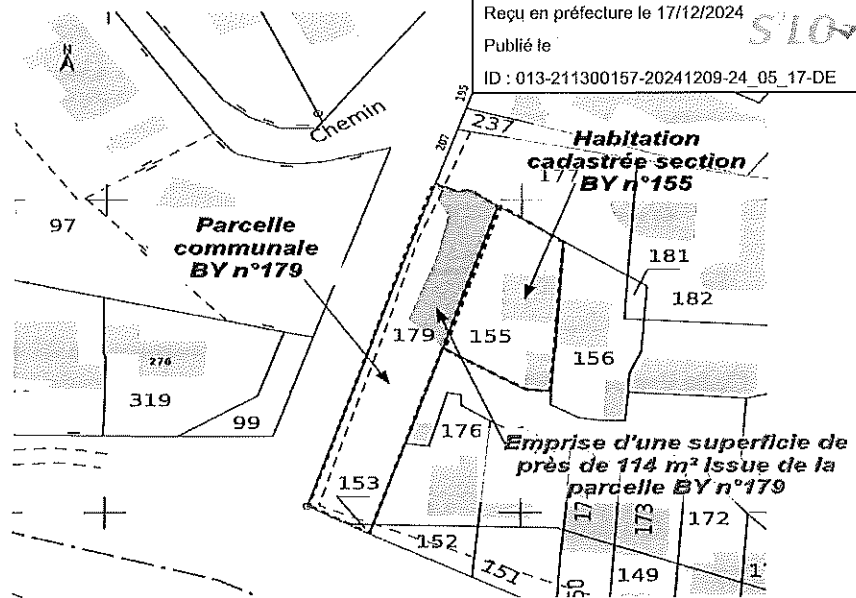 Reçu en préfecture le 17/12/2024
Publié le
ID : 013-211300157-20241209-24_05_17-DE
S²LO
N
Chemin
195
207
237
Habitation
cadastrée section
BY n°155
177
97
Parcelle
communale
BY n°179
181
182
179
155
156
276
319
99
176
Emprise d'une superficie de
près de 114 m² issue de la
parcelle BY n°179
153
173
172
152
151
149